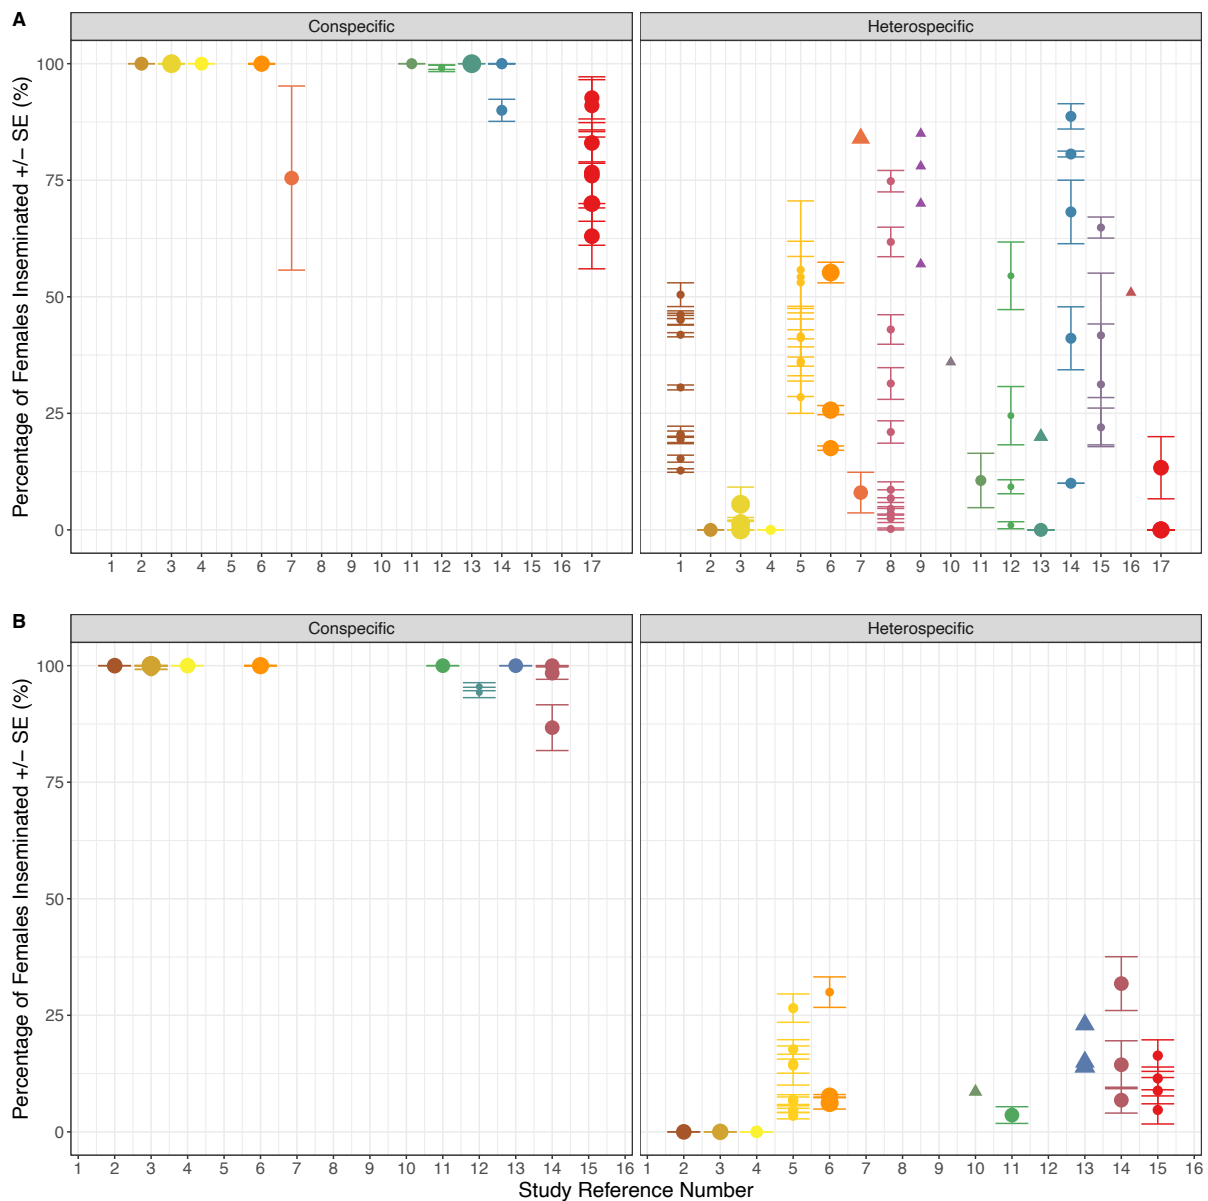 A
Conspecific
Heterospecific
Percentage of Females Inseminated +/− SE (%)
100
75
50
25
0
1 2 3 4 5 6 7 8 9 10 11 12 13 14 15 16 17
1 2 3 4 5 6 7 8 9 10 11 12 13 14 15 16 17
B
Conspecific
Heterospecific
Percentage of Females Inseminated +/− SE (%)
100
75
50
25
0
1 2 3 4 5 6 7 8 9 10 11 12 13 14 15 16
1 2 3 4 5 6 7 8 9 10 11 12 13 14 15 16
Study Reference Number